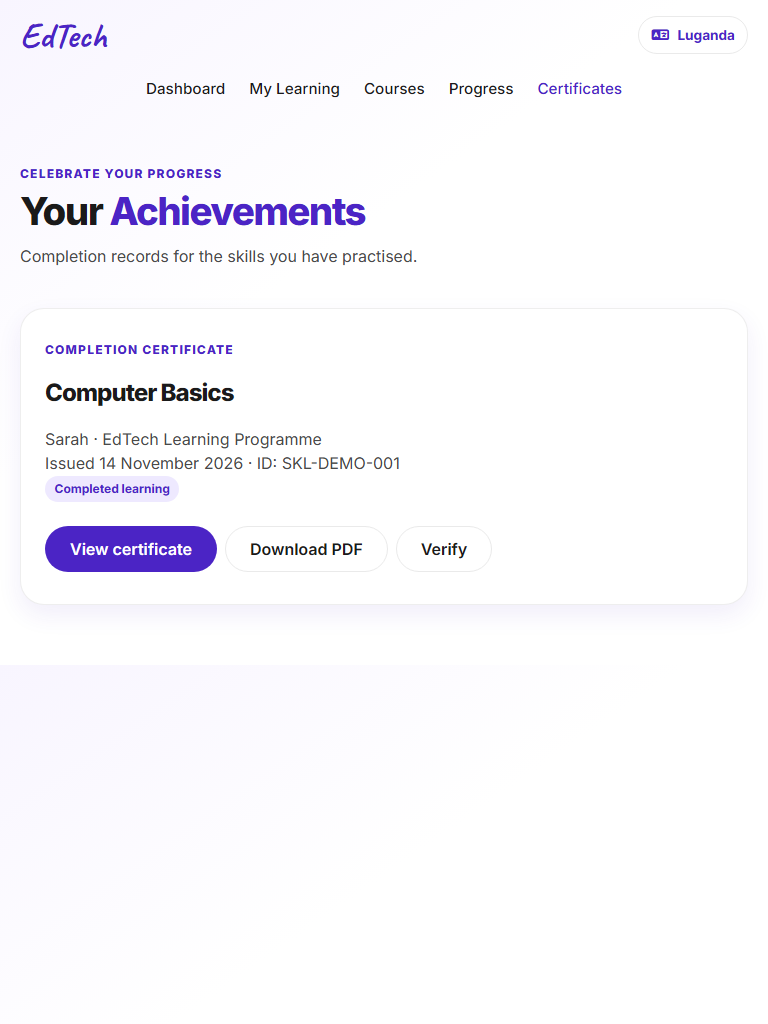 EdTech
Luganda
Dashboard My Learning Courses Progress Certificates
CELEBRATE YOUR PROGRESS
Your Achievements
Completion records for the skills you have practised.
COMPLETION CERTIFICATE
Computer Basics
Sarah · EdTech Learning Programme
Issued 14 November 2026 · ID: SKL-DEMO-001
Completed learning
View certificate Download PDF Verify